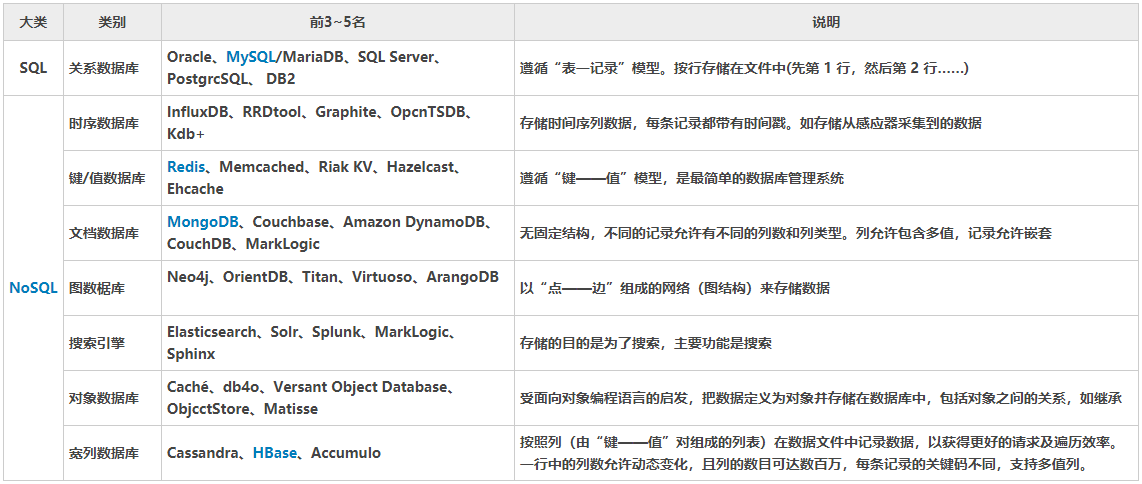 大类 类别 前3~5名 说明
SQL 关系数据库 Oracle、MySQL/MariaDB、SQL Server、
PostgrcSQL、 DB2
遵循“表—记录”模型。按行存储在文件中(先第 1 行，然后第 2 行……)
NoSQL
时序数据库 InfluxDB、RRDtool、Graphite、OpcnTSDB、
Kdb+
存储时间序列数据，每条记录都带有时间戳。如存储从感应器采集到的数据
键/值数据库 Redis、Memcached、Riak KV、Hazelcast、
Ehcache
遵循“键——值”模型，是最简单的数据库管理系统
文档数据库 MongoDB、Couchbase、Amazon DynamoDB、
CouchDB、MarkLogic
无固定结构，不同的记录允许有不同的列数和列类型。列允许包含多值，记录允许嵌套
图数椐库 Neo4j、OrientDB、Titan、Virtuoso、ArangoDB
以“点——边”组成的网络（图结构）来存储数据
搜索引擎 Elasticsearch、Solr、Splunk、MarkLogic、
Sphinx
存储的目的是为了搜索，主要功能是搜索
对象数据库 Caché、db4o、Versant Object Database、
ObjcctStore、Matisse
受面向对象编程语言的启发，把数据定义为对象并存储在数据库中，包括对象之间的关系，如继承
宽列数据库 Cassandra、HBase、Accumulo
按照列（由“键——值”对组成的列表）在数据文件中记录数据，以获得更好的请求及遍历效率。
一行中的列数允许动态变化，且列的数目可达数百万，每条记录的关键码不同，支持多值列。